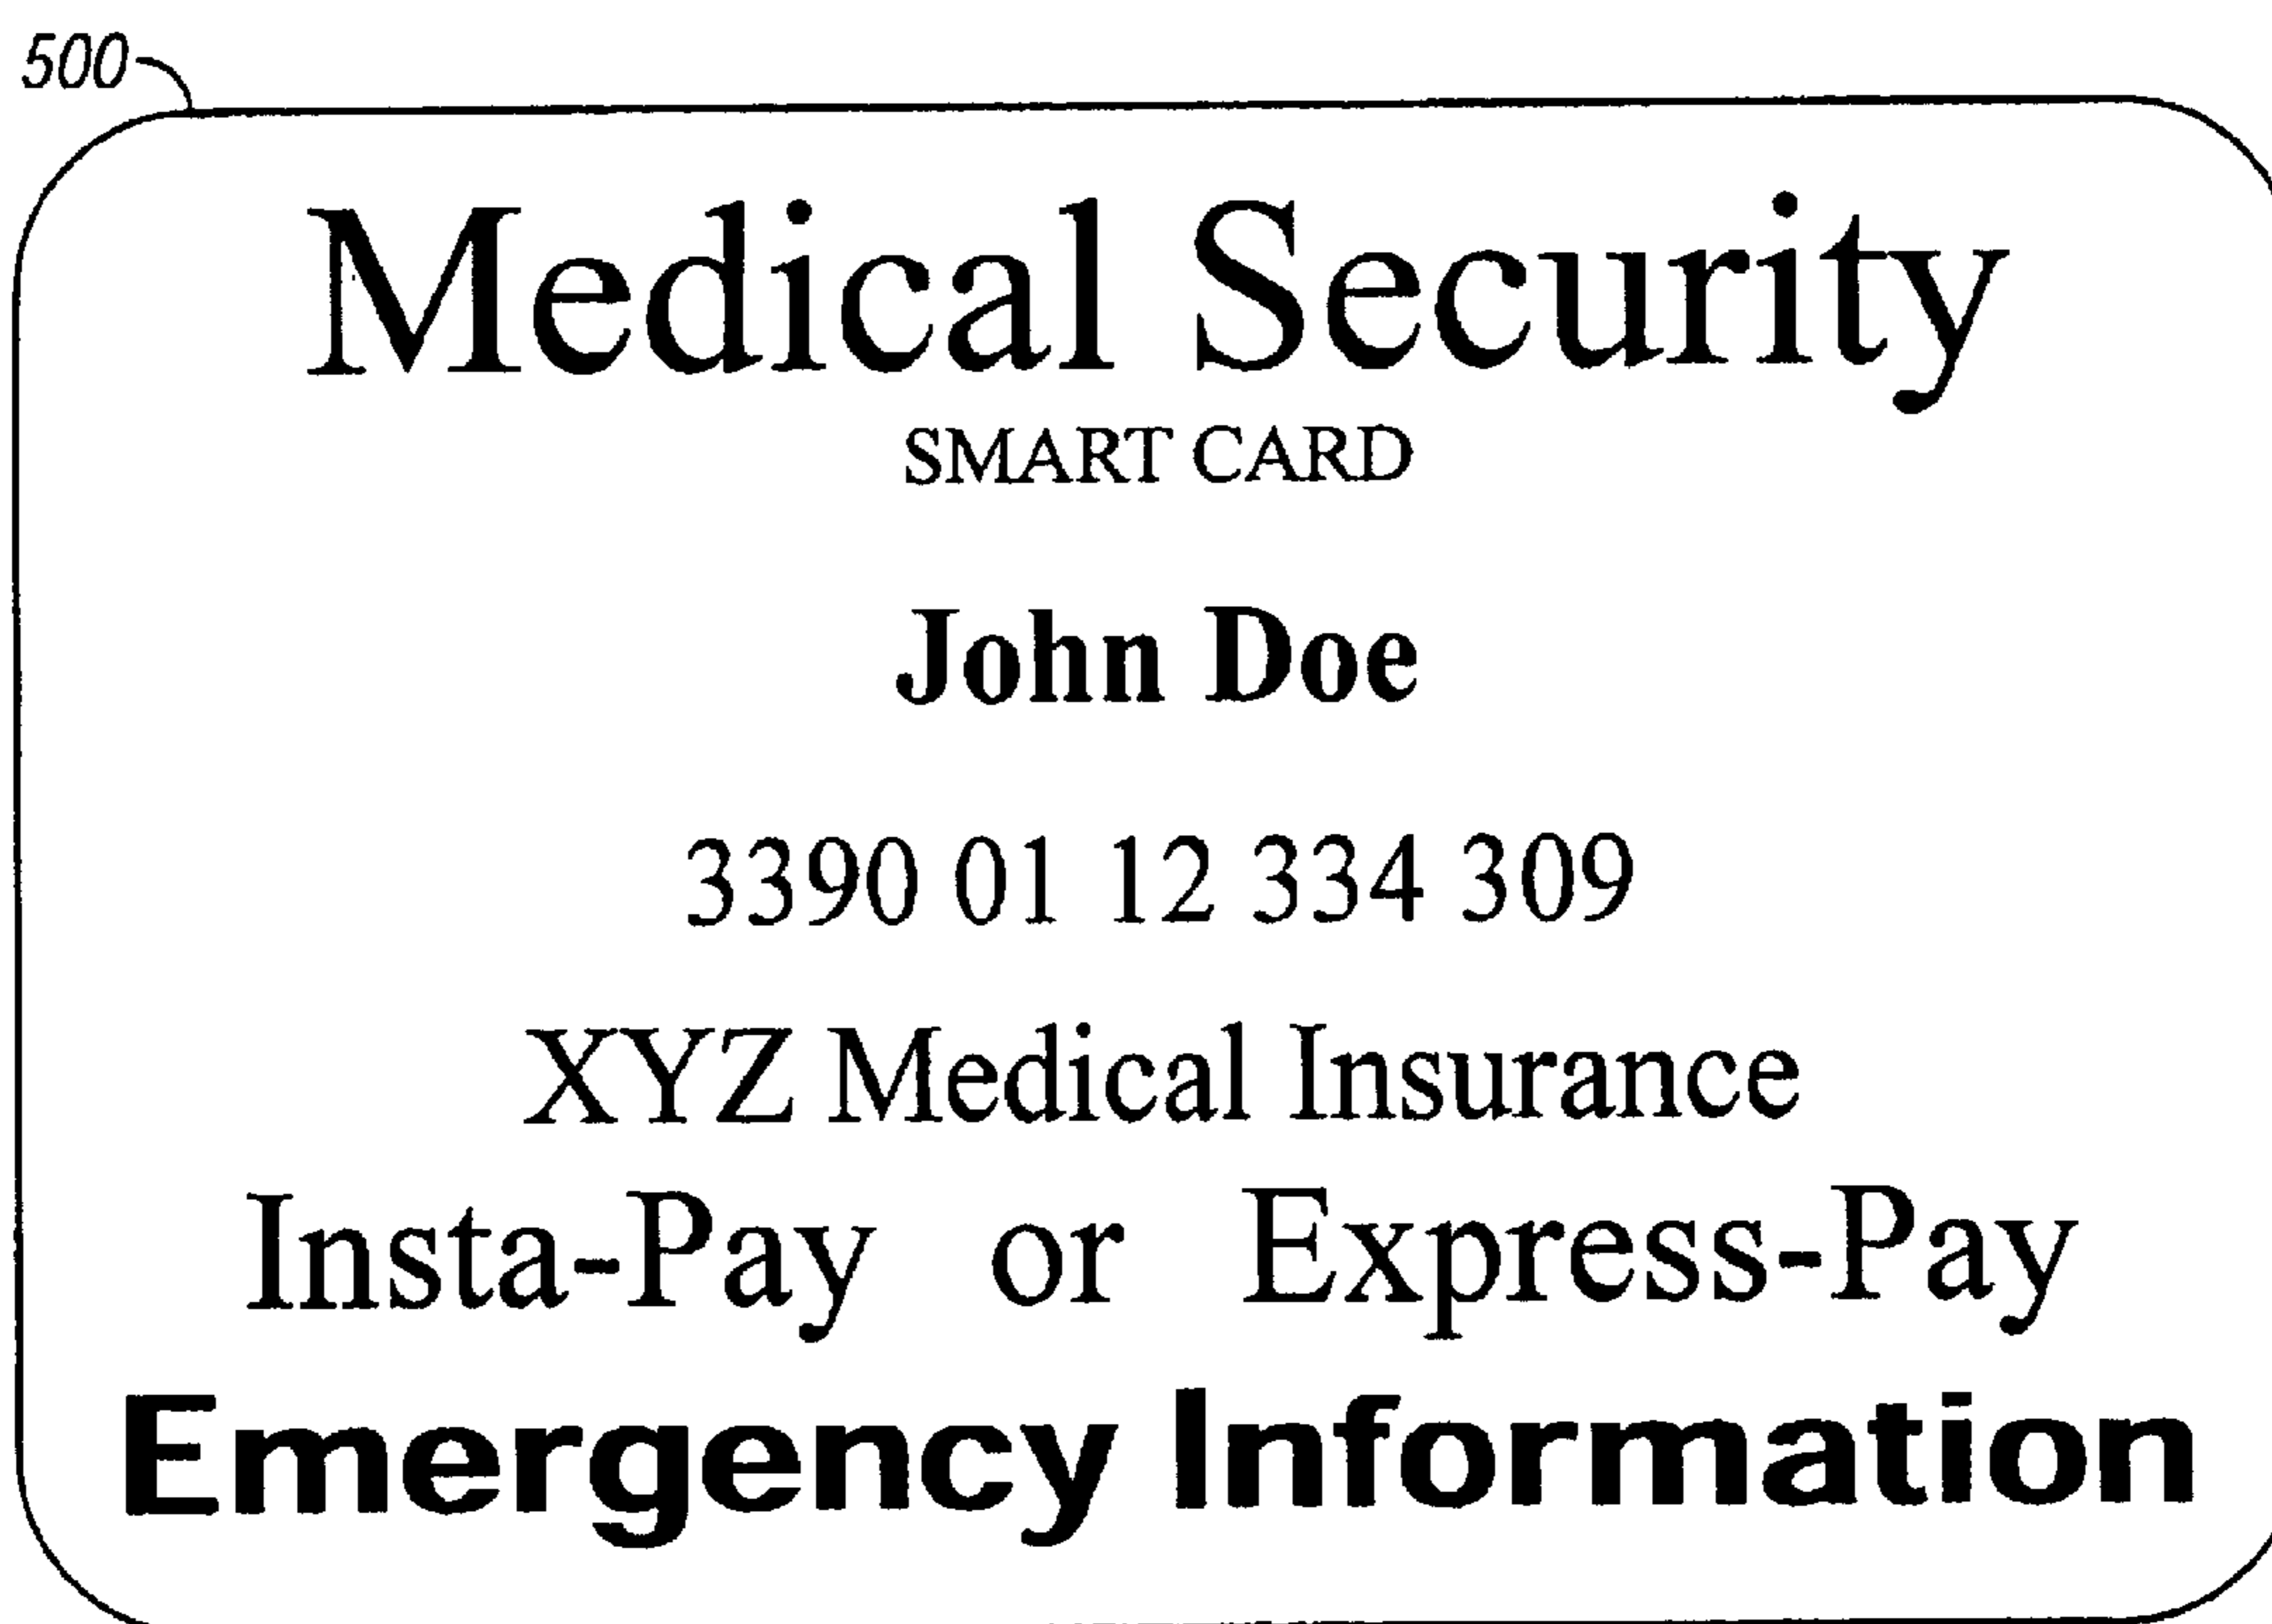 500
Medical Security
SMART CARD
John Doe
3390 01 12 334 309
XYZ Medical Insurance
Insta-Pay or Express-Pay
Emergency Information